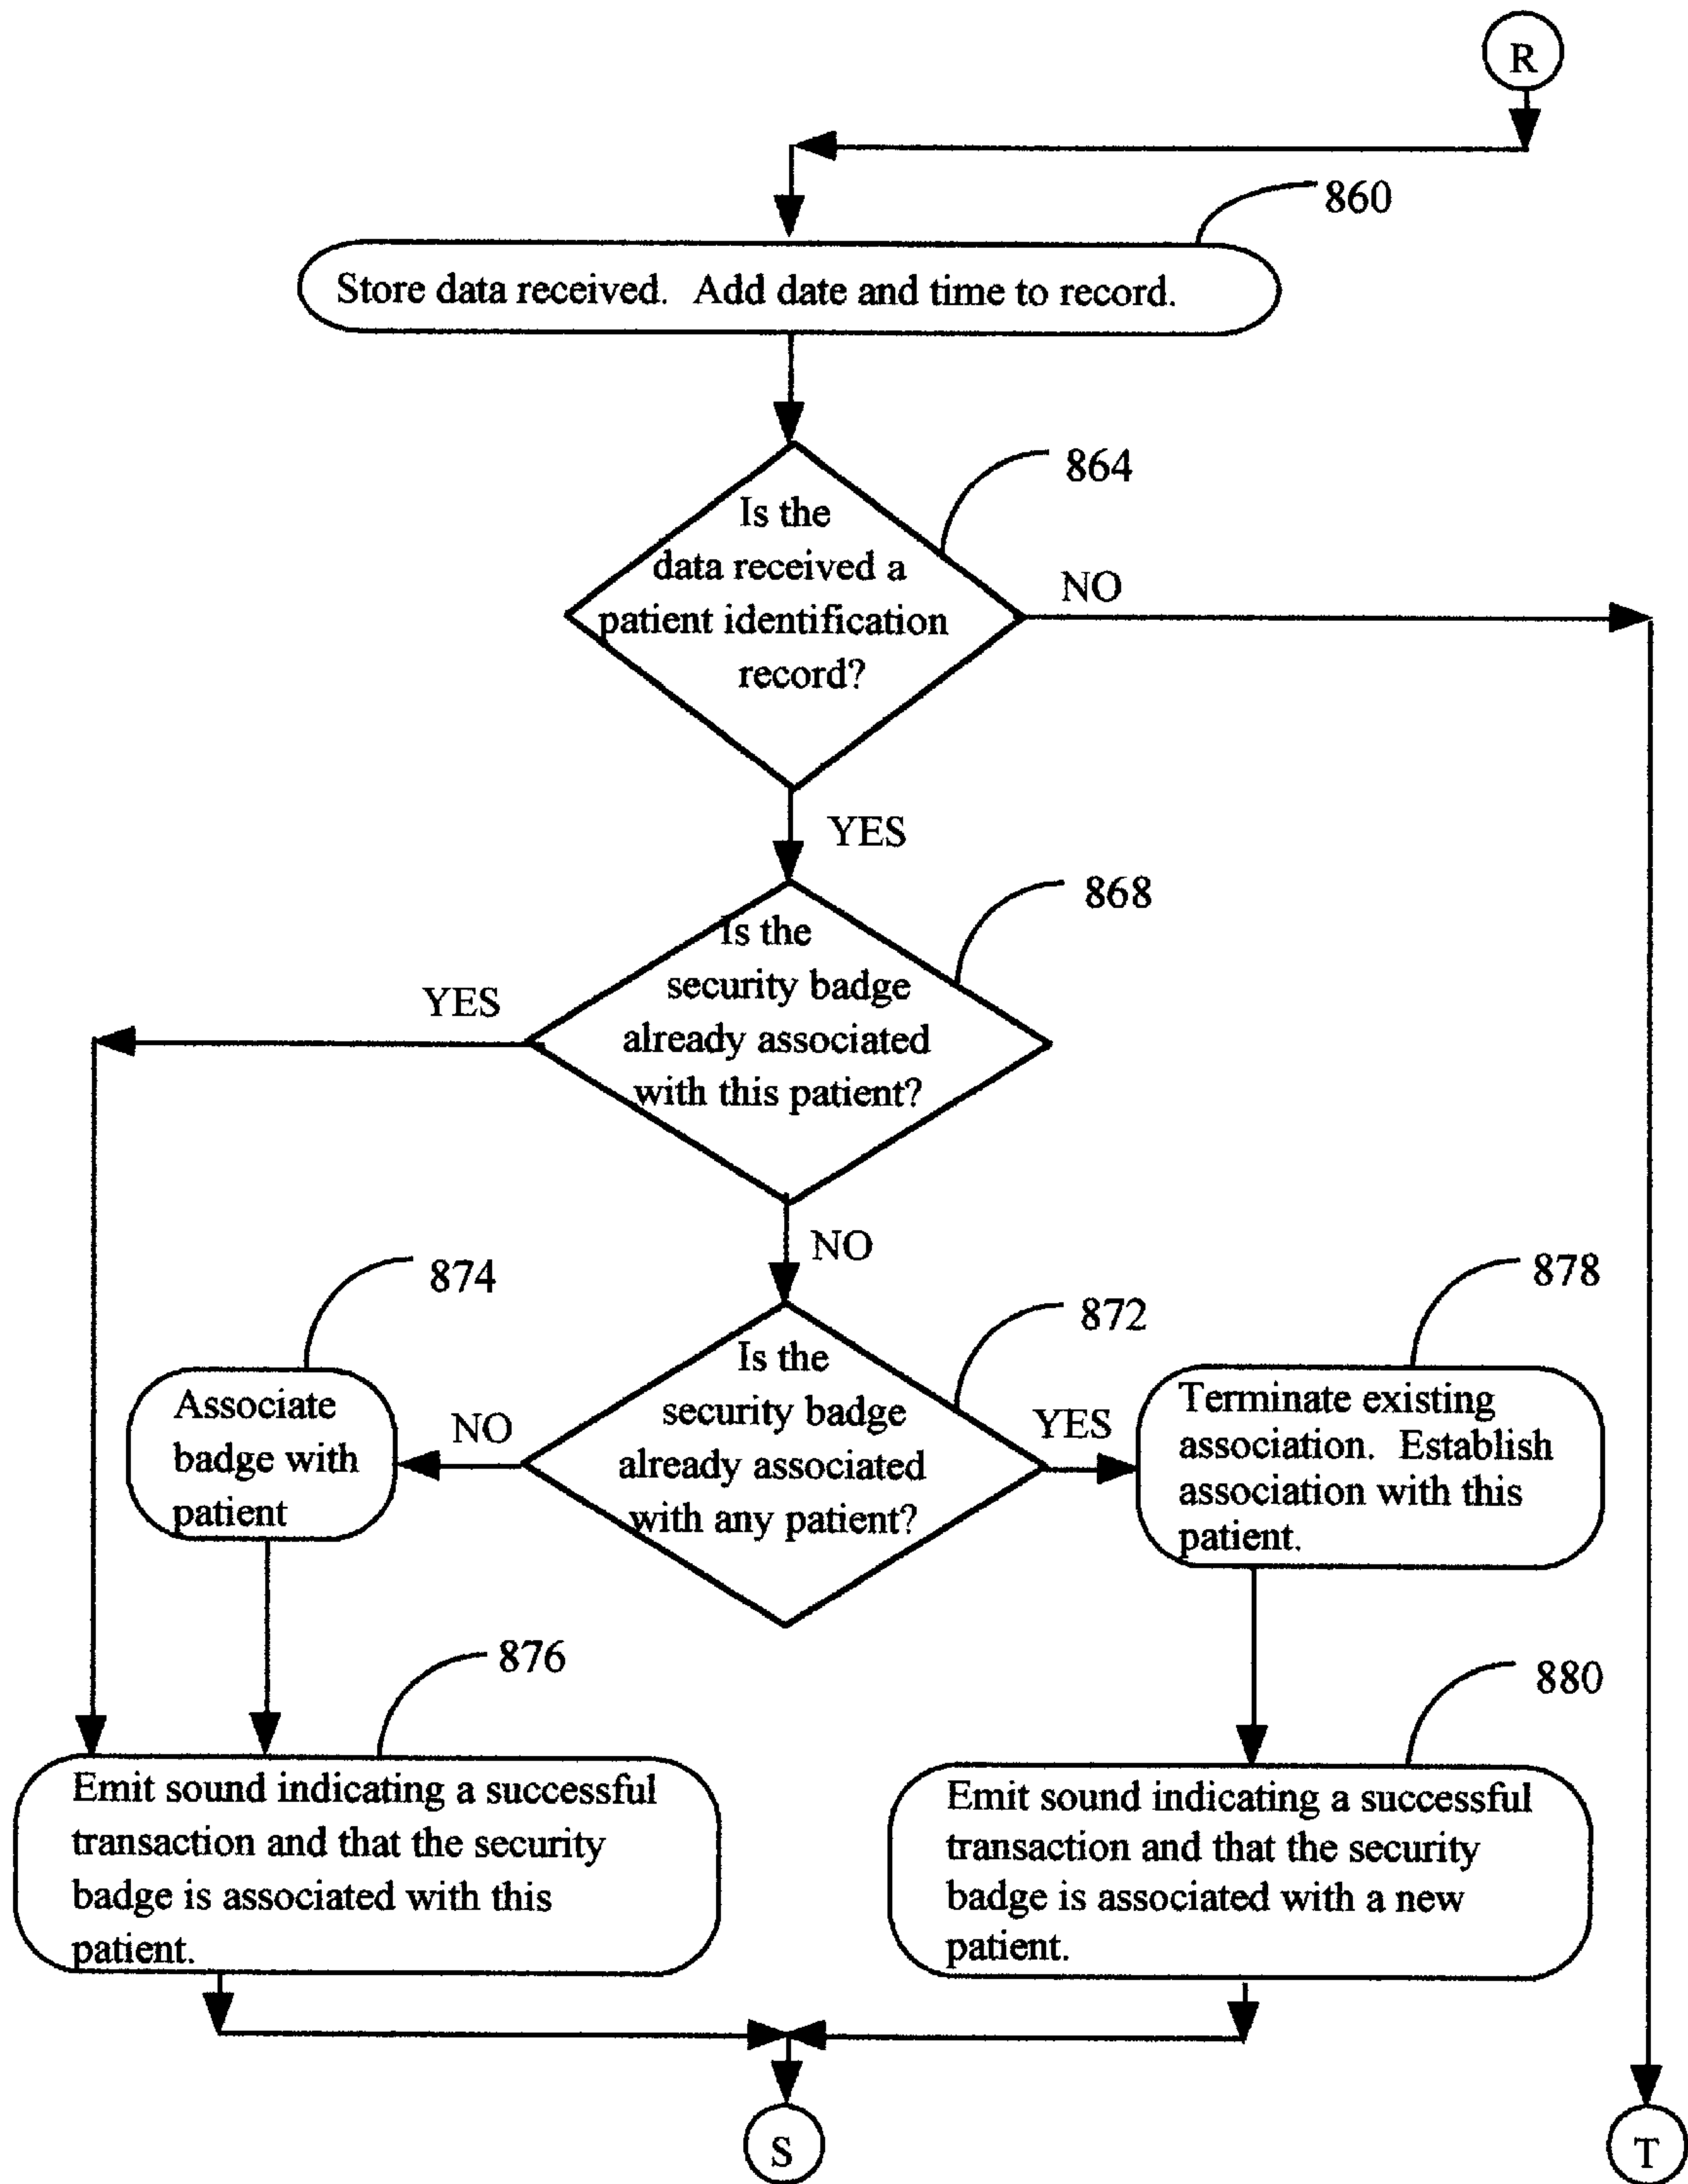 R
860
Store data received. Add date and time to record.
864
Is the
data received a
patient identification
record?
NO
YES
868
Is the
security badge
already associated
with this patient?
YES
NO
874
872
878
Is the
security badge
already associated
with any patient?
NO
YES
Associate
badge with
patient
Terminate existing
association. Establish
association with this
patient.
876
880
Emit sound indicating a successful
transaction and that the security
badge is associated with this
patient.
Emit sound indicating a successful
transaction and that the security
badge is associated with a new
patient.
S
T